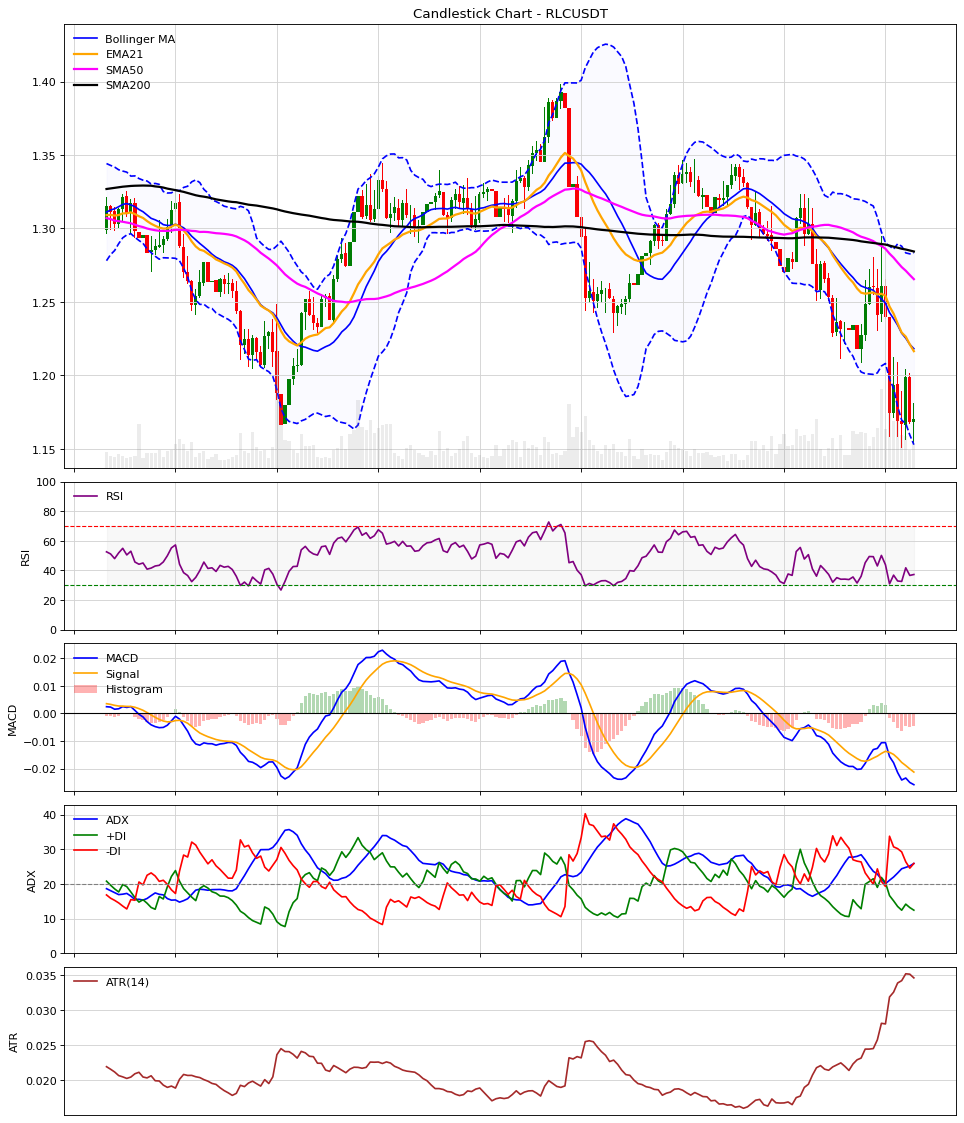 Candlestick Chart - RLCUSDT
Bollinger MA
EMA21
SMA50
SMA200
1.40
1.35
1.30
1.25
1.20
1.15
RSI
RSI
100
80
60
40
20
0
MACD
Signal
Histogram
MACD
0.02
0.01
0.00
−0.01
−0.02
ADX
+DI
-DI
ADX
40
30
20
10
0
ATR(14)
ATR
0.035
0.030
0.025
0.020